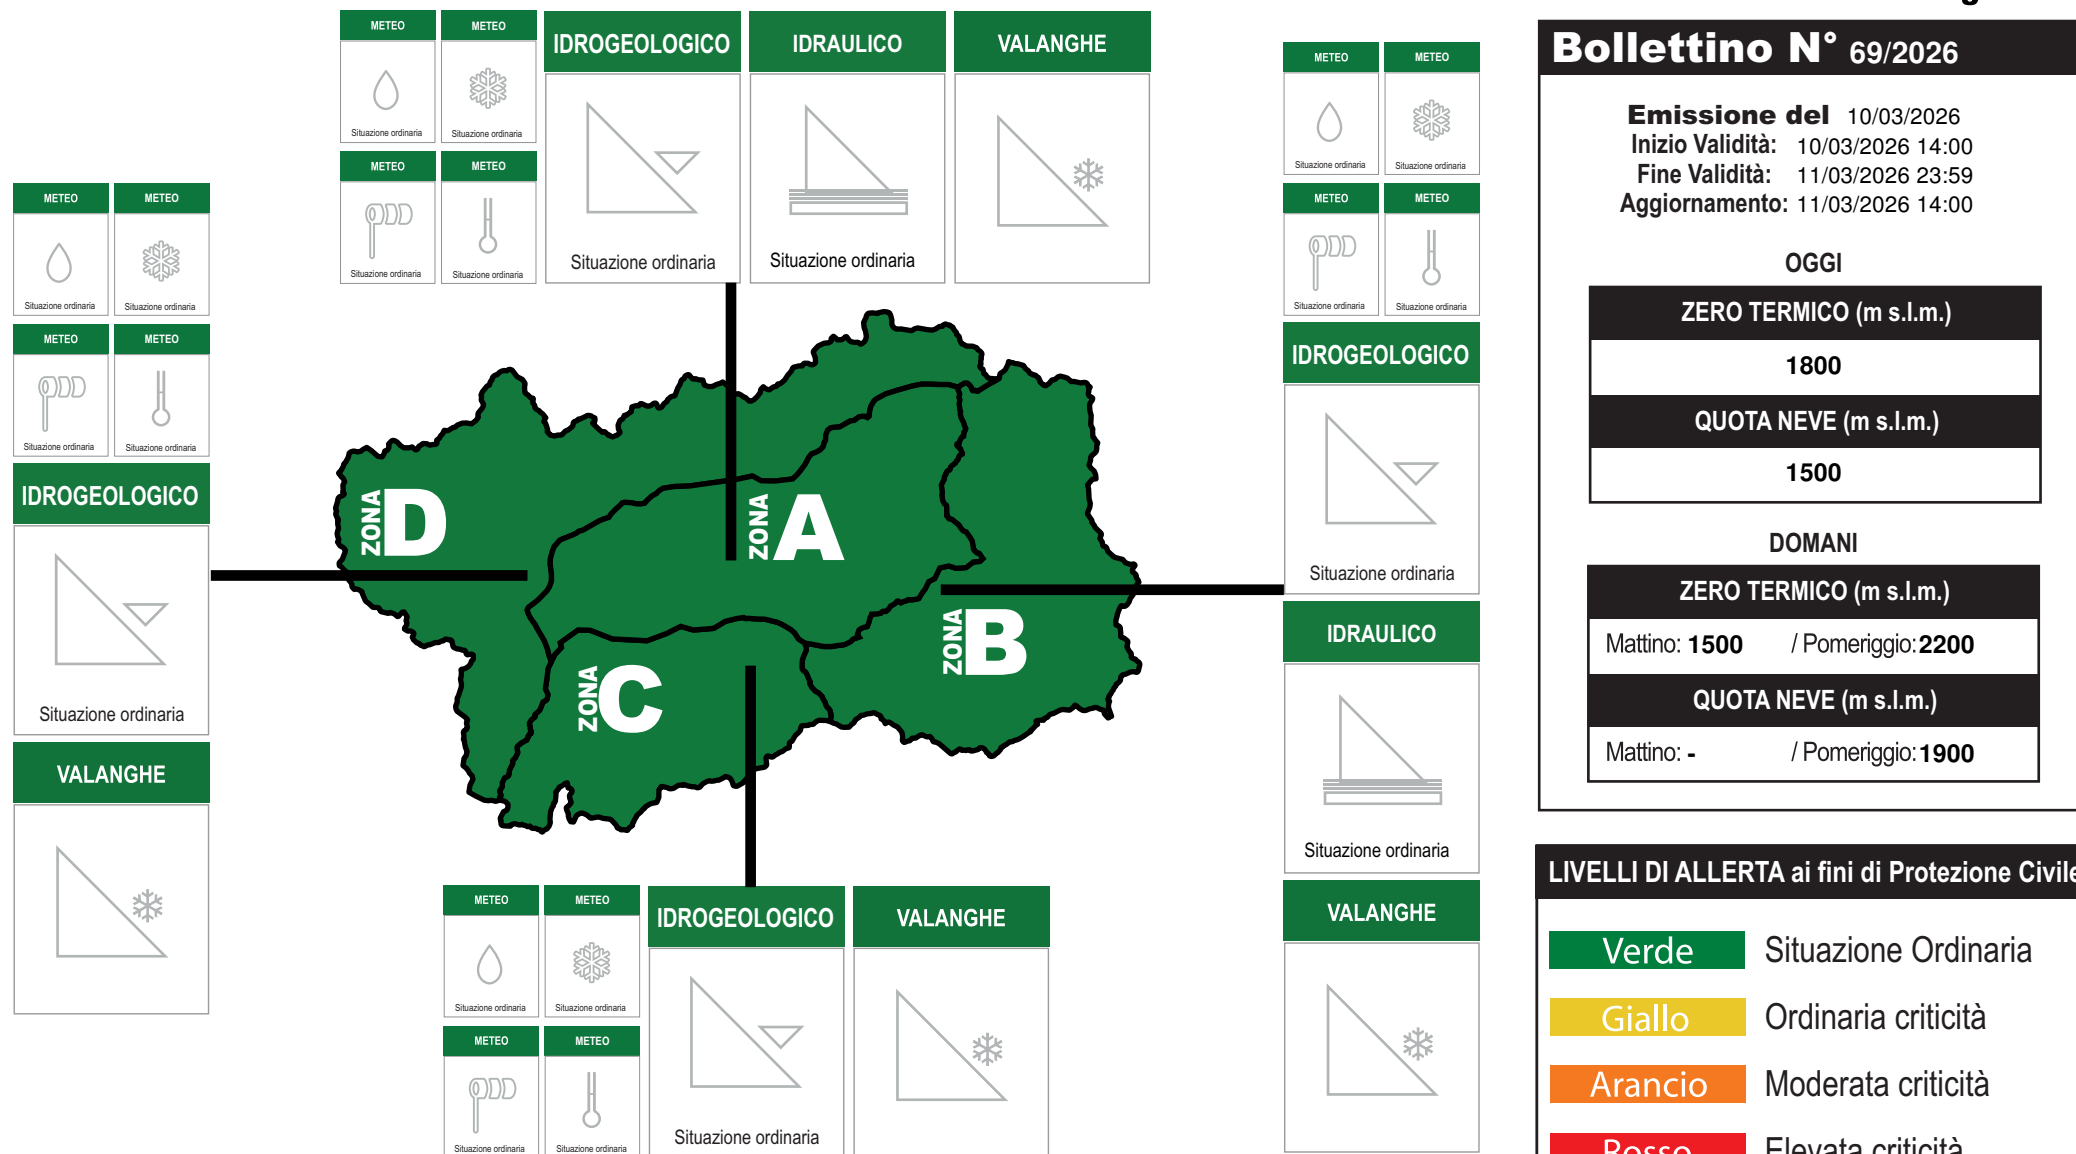 METEO
METEO
IDROGEOLOGICO
IDRAULICO
VALANGHE
Situazione ordinaria
Situazione ordinaria
METEO
METEO
Situazione ordinaria
Situazione ordinaria
Situazione ordinaria
Situazione ordinaria
METEO
METEO
Situazione ordinaria
Situazione ordinaria
METEO
METEO
Situazione ordinaria
Situazione ordinaria
IDROGEOLOGICO
Situazione ordinaria
VALANGHE
ZONA D
ZONA A
ZONA B
ZONA C
METEO
METEO
Situazione ordinaria
Situazione ordinaria
METEO
METEO
Situazione ordinaria
Situazione ordinaria
IDROGEOLOGICO
Situazione ordinaria
IDRAULICO
Situazione ordinaria
VALANGHE
METEO
METEO
IDROGEOLOGICO
VALANGHE
Situazione ordinaria
Situazione ordinaria
METEO
METEO
Situazione ordinaria
Situazione ordinaria
Situazione ordinaria
Bollettino N° 69/2026
Emissione del 10/03/2026
Inizio Validità: 10/03/2026 14:00
Fine Validità: 11/03/2026 23:59
Aggiornamento: 11/03/2026 14:00
OGGI
ZERO TERMICO (m s.l.m.)
1800
QUOTA NEVE (m s.l.m.)
1500
DOMANI
ZERO TERMICO (m s.l.m.)
Mattino: 1500 / Pomeriggio: 2200
QUOTA NEVE (m s.l.m.)
Mattino: - / Pomeriggio: 1900
LIVELLI DI ALLERTA ai fini di Protezione Civile
Verde Situazione Ordinaria
Giallo Ordinaria criticità
Arancio Moderata criticità
Rosso Elevata criticità